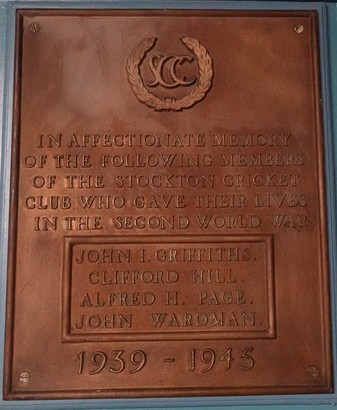 SCC
IN AFFECTIONATE MEMORY
OF THE FOLLOWING MEMBERS
OF THE STOCKTON CRICKET
CLUB WHO GAVE THEIR LIVES
IN THE SECOND WORLD WAR
JOHN I. GRIFFITHS.
CLIFFORD HILL.
ALFRED H. PAGE.
JOHN WARDMAN.
1939 - 1945